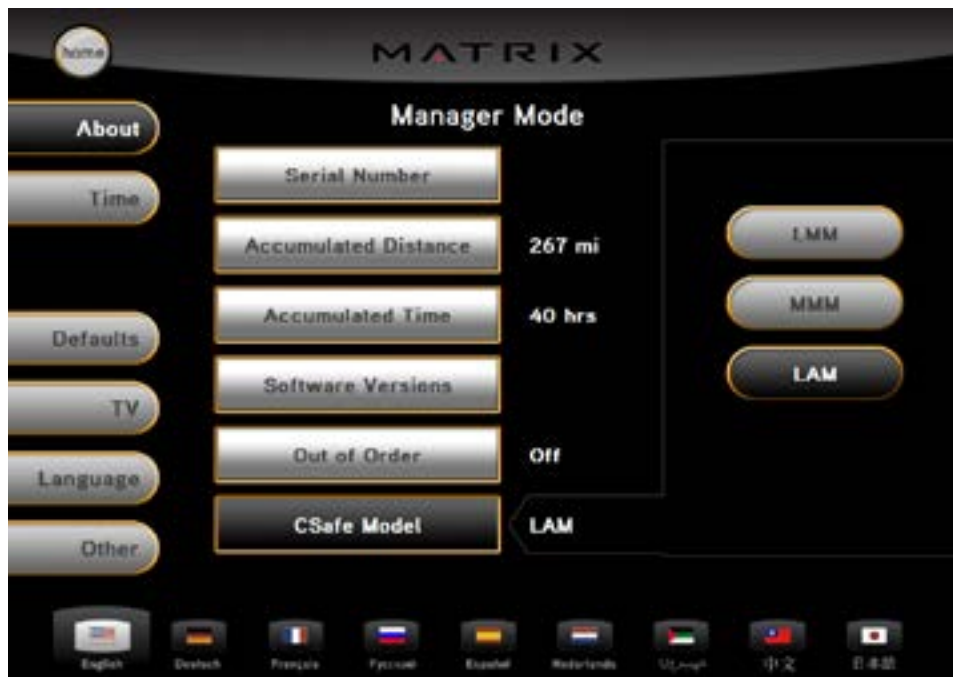 home
MATRIX
Manager Mode
About
Time
Defaults
TV
Language
Other
Serial Number
Accumulated Distance 267 mi
Accumulated Time 40 hrs
Software Versions
Out of Order Off
CSafe Model LAM
LMM
MMM
LAM
English Deutsch Français Русский Español Nederlands 中文 日本語